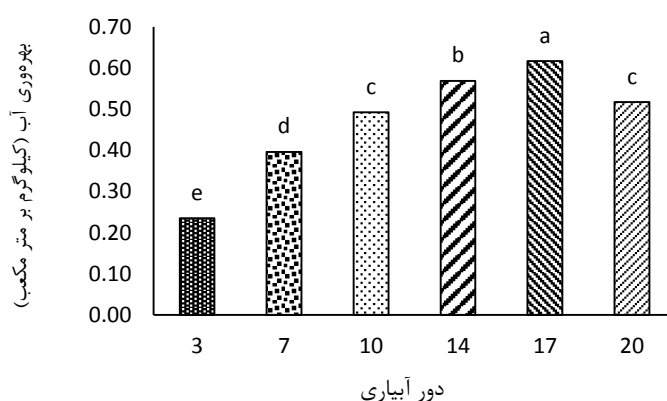 بهره‌وری آب (کیلوگرم بر متر مکعب)
0.70
0.60
0.50
0.40
0.30
0.20
0.10
0.00
e
d
c
b
a
c
3 7 10 14 17 20
دور آبیاری